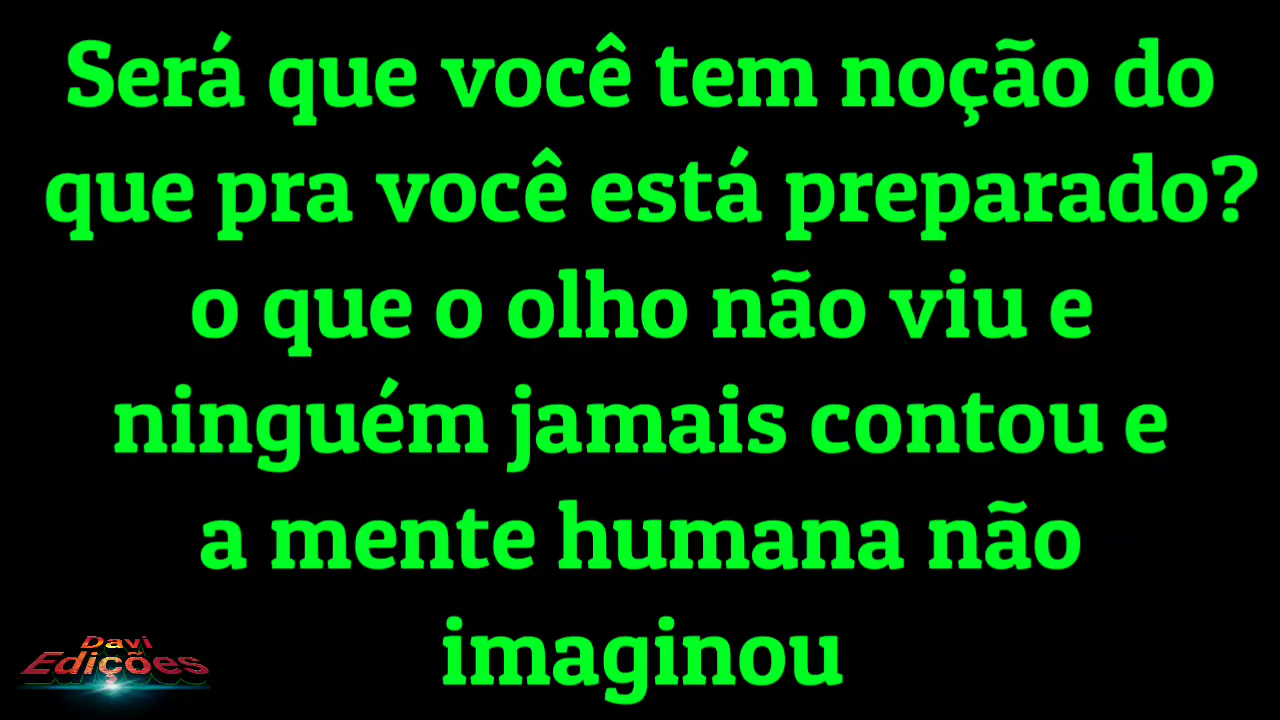 Será que você tem noção do
que pra você está preparado?
o que o olho não viu e
ninguém jamais contou e
a mente humana não
imaginou
Davi
Edições